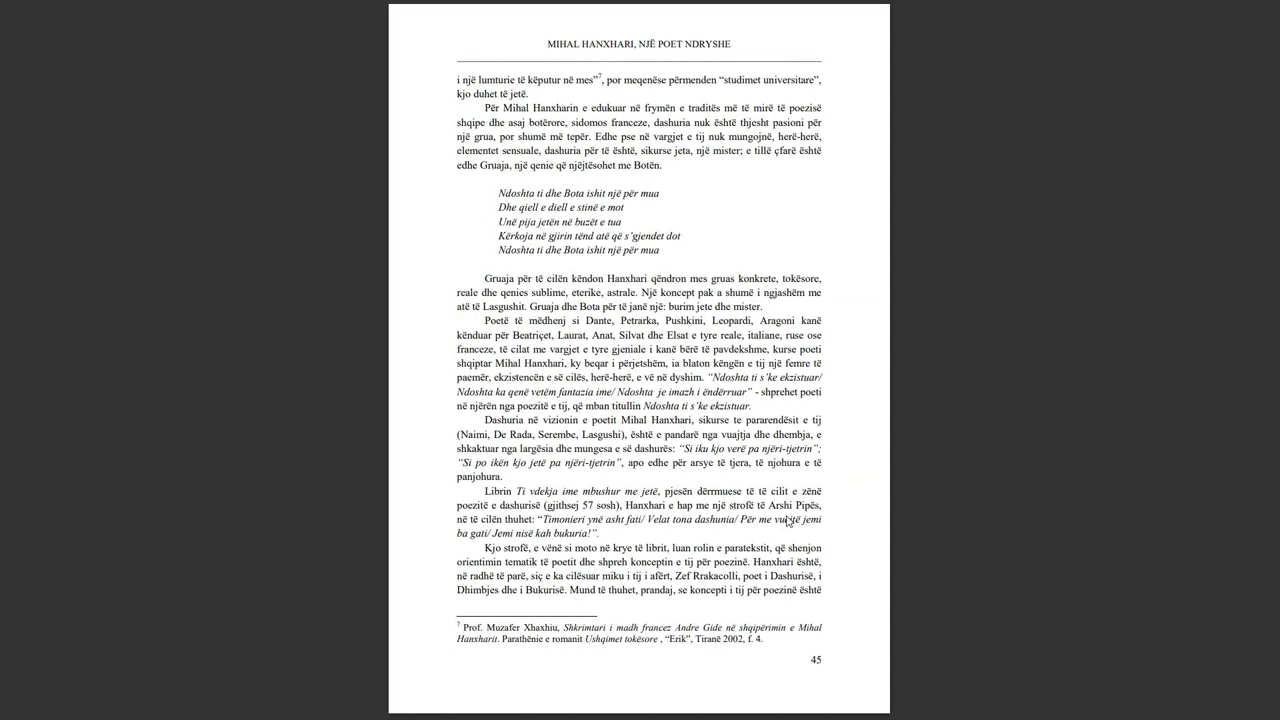 MIHAL HANXHARI, NJË POET NDRYSHE
i një lumturie të këputur në mes”7, por meqenëse përmenden “studimet universitare”,
kjo duhet të jetë.
Për Mihal Hanxharin e edukuar në frymën e traditës më të mirë të poezisë
shqipe dhe asaj botërore, sidomos franceze, dashuria nuk është thjesht pasioni për
një grua, por shumë më tepër. Edhe pse në vargjet e tij nuk mungojnë, herë-herë,
elementet sensuale, dashuria për të është, sikurse jeta, një mister; e tillë çfarë është
edhe Gruaja, një qenie që njëjtësohet me Botën.
Ndoshta ti dhe Bota ishit një për mua
Dhe qiell e diell e stinë e mot
Unë pija jetën në buzët e tua
Kërkoja në gjirin tënd atë që s’gjendet dot
Ndoshta ti dhe Bota ishit një për mua
Gruaja për të cilën këndon Hanxhari qëndron mes gruas konkrete, tokësore,
reale dhe qenies sublime, eterike, astrale. Një koncept pak a shumë i ngjashëm me
atë të Lasgushit. Gruaja dhe Bota për të janë një: burim jete dhe mister.
Poetë të mëdhenj si Dante, Petrarka, Pushkini, Leopardi, Aragoni kanë
kënduar për Beatriçet, Laurat, Anat, Silvat dhe Elsat e tyre reale, italiane, ruse ose
franceze, të cilat me vargjet e tyre gjeniale i kanë bërë të pavdekshme, kurse poeti
shqiptar Mihal Hanxhari, ky beqar i përjetshëm, ia blaton këngën e tij një femre të
paemër, ekzistencën e së cilës, herë-herë, e vë në dyshim. “Ndoshta ti s’ke ekzistuar/
Ndoshta ka qenë vetëm fantazia ime/ Ndoshta je imazh i ëndërruar” - shprehet poeti
në njërën nga poezitë e tij, që mban titullin Ndoshta ti s’ke ekzistuar.
Dashuria në vizionin e poetit Mihal Hanxhari, sikurse te pararendësit e tij
(Naimi, De Rada, Serembe, Lasgushi), është e pandarë nga vuajtja dhe dhembja, e
shkaktuar nga largësia dhe mungesa e së dashurës: “Si iku kjo verë pa njëri-tjetrin”;
“Si po ikën kjo jetë pa njëri-tjetrin”, apo edhe për arsye të tjera, të njohura e të
panjohura.
Librin Ti vdekja ime mbushur me jetë, pjesën dërrmuese të të cilit e zënë
poezitë e dashurisë (gjithsej 57 sosh), Hanxhari e hap me një strofë të Arshi Pipës,
në të cilën thuhet: “Timonieri ynë asht fati/ Velat tona dashunia/ Për me të jemi
ba gati/ Jemi nisë kah bukuria!”.
Kjo strofë, e vënë si moto në krye të librit, luan rolin e paratekstit, që shenjon
orientimin tematik të poetit dhe shpreh konceptin e tij për poezinë. Hanxhari është,
në radhë të parë, siç e ka cilësuar miku i tij i afërt, Zef Rrakacolli, poet i Dashurisë, i
Dhimbjes dhe i Bukurisë. Mund të thuhet, prandaj, se koncepti i tij për poezinë është
7 Prof. Muzafer Xhaxhiu, Shkrimtari i madh francez Andre Gide në shqipërimin e Mihal
Hanxharit. Parathënie e romanit Ushqimet tokësore , “Erik”, Tiranë 2002, f. 4.
45